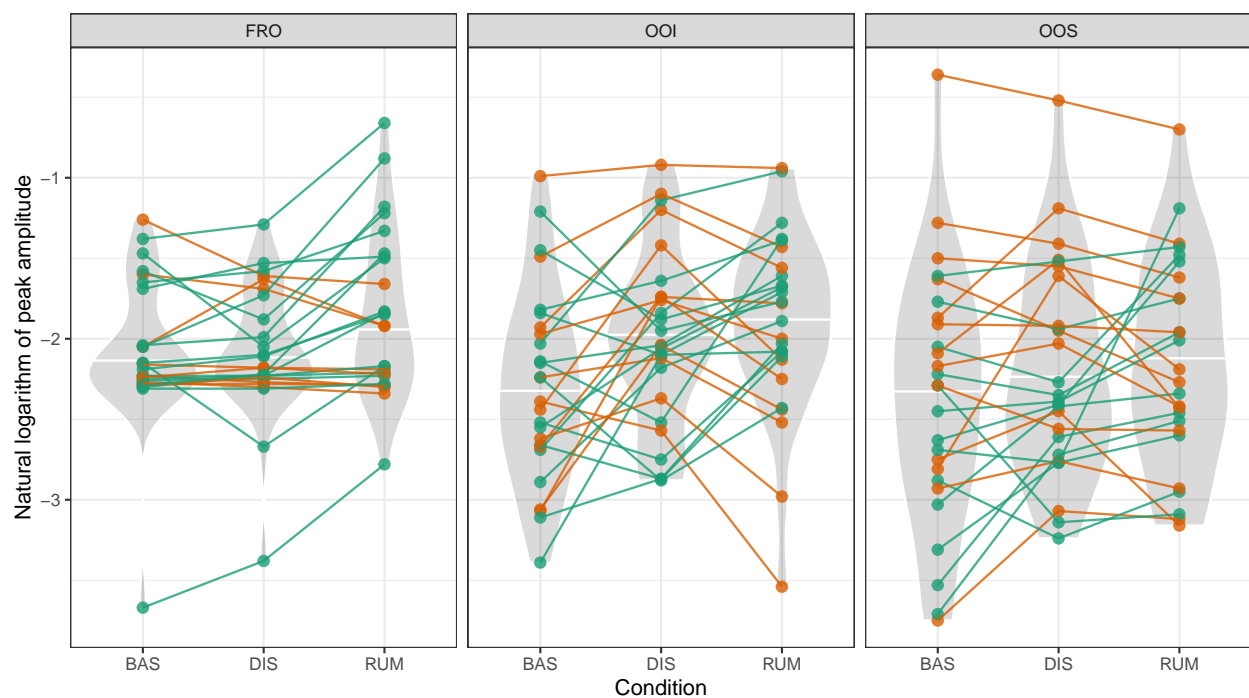 FRO OOI OOS
Natural logarithm of peak amplitude
−1
−2
−3
BAS DIS RUM BAS DIS RUM BAS DIS RUM
Condition